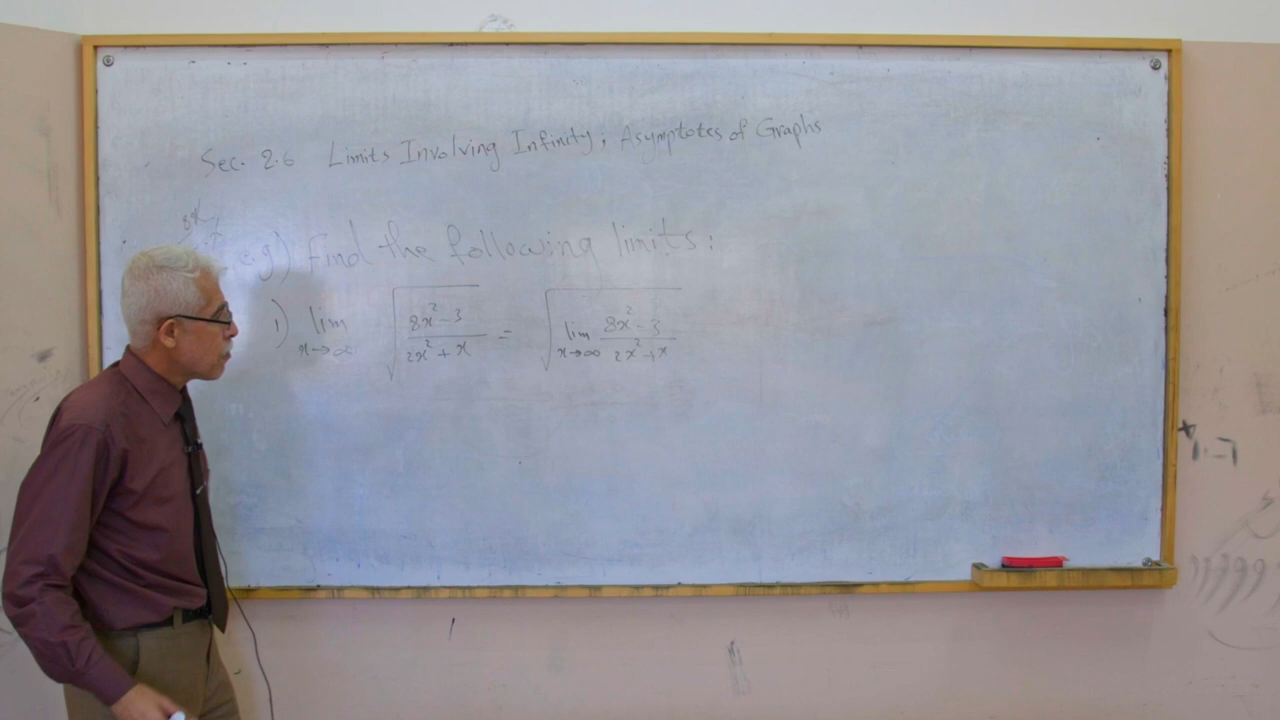 Sec. 2.6 Limits Involving Infinity; Asymptotes of Graphs
e.g) Find the following limits:
1) lim x→∞ √((8x²-3)/(2x²+x)) = √(lim x→∞ (8x²-3)/(2x²+x))